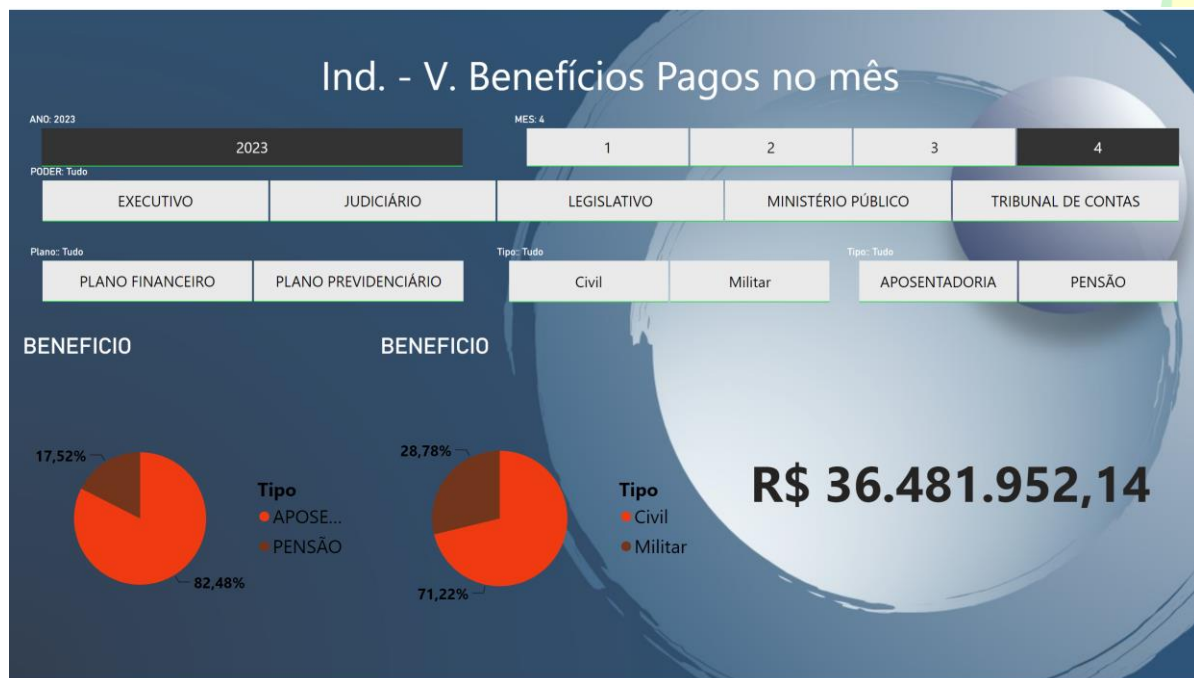 Ind. - V. Benefícios Pagos no mês
ANO: 2023
MES: 4
2023
1
2
3
4
PODER: Tudo
EXECUTIVO
JUDICIÁRIO
LEGISLATIVO
MINISTÉRIO PÚBLICO
TRIBUNAL DE CONTAS
Plano:: Tudo
Tipo: Tudo
Tipo: Tudo
PLANO FINANCEIRO
PLANO PREVIDENCIÁRIO
Civil
Militar
APOSENTADORIA
PENSÃO
BENEFICIO
17,52%
82,48%
Tipo
APOSE...
PENSÃO
BENEFICIO
28,78%
71,22%
Tipo
Civil
Militar
R$ 36.481.952,14